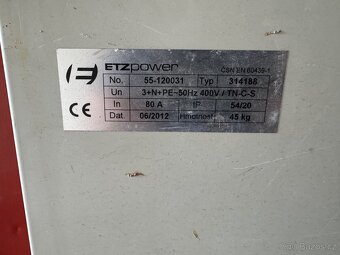 ETZpower ČSN EN 60439-1
No. 55-120031 Typ 314188
Un 3+N+PE~50Hz 400V / TN-C-S
In 80 A IP 54/20
CE Dat 06/2012 Hmotnost 45 kg